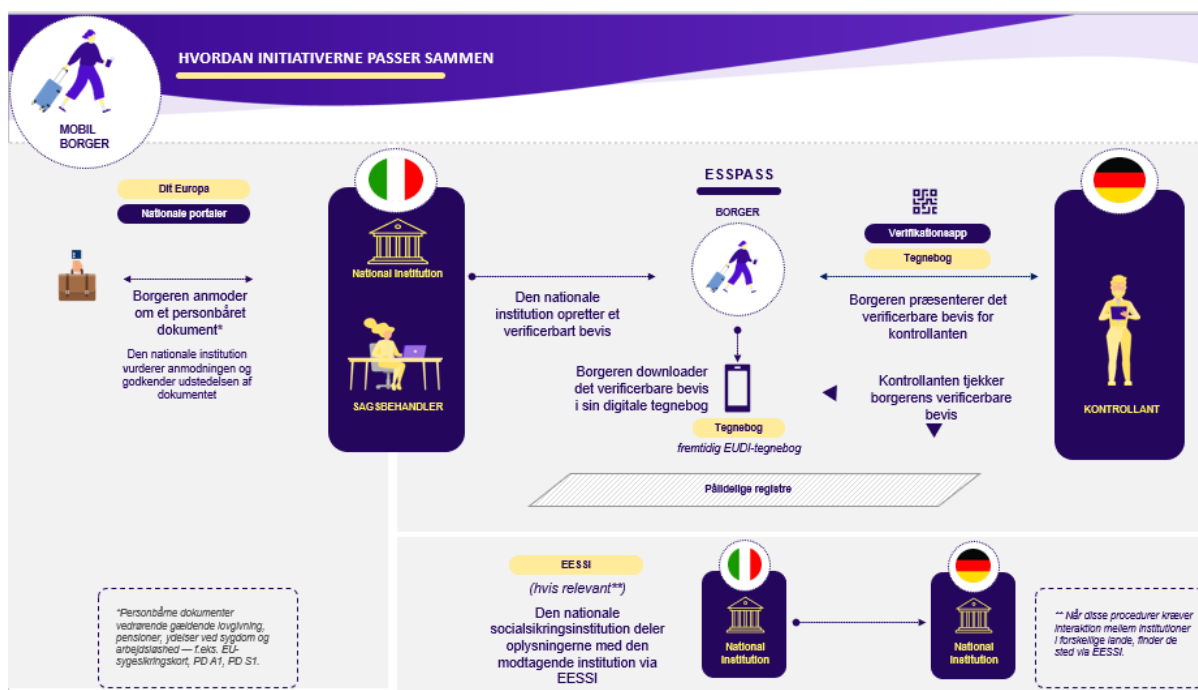 HVORDAN INITIATIVERNE PASSER SAMMEN
MOBIL
BORGER
Dit Europa
Nationale portaler
Borgeren anmoder
om et personbåret
dokument*
Den nationale institution
vurderer anmodningen og
godkender udstedelsen af
dokumentet
National Institution
SAGSBEHANDLER
Den nationale
institution opretter et
verificerbart bevis
ESSPASS
BORGER
Borgeren downloader
det verificerbare bevis
i sin digitale tegnebog
Tegnebog
fremtidig EUDI-tegnebog
Verifikationsapp
Tegnebog
Borgeren præsenterer det
verificerbare bevis for
kontrollanten
Kontrollanten tjekker
borgerens verificerbare
bevis
KONTROLLANT
Pålidelige registre
*Personbårne dokumenter
vedrørende gældende lovgivning,
pensioner, ydelser ved sygdom og
arbejdsløshed — f.eks. EU-
sygesikringskort, PD A1, PD S1.
EESSI
(hvis relevant**)
Den nationale
socialsikringsinstitution deler
oplysningerne med den
modtagende institution via
EESSI
National
Institution
National
Institution
** Når disse procedurer kræver
interaktion mellem institutioner
i forskellige lande, finder de
sted via EESSI.